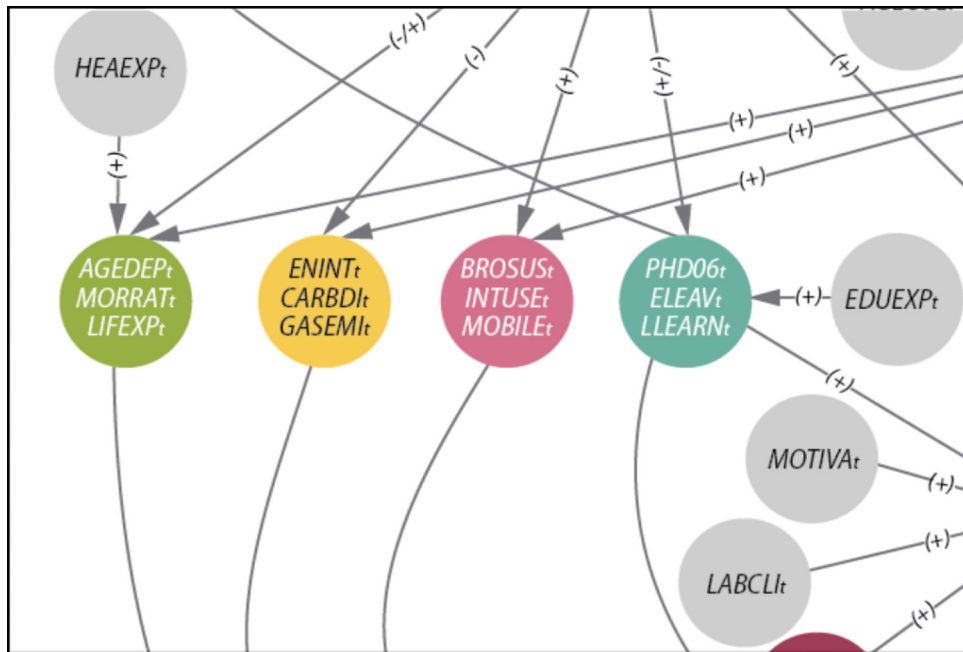 HEAEXPt
(-/+)
(-)
(+)
(-/+)
(+)
(+)
(+)
(+)
(+)
AGEDEPt
MORRATt
LIFEXPt
ENINTt
CARBDIt
GASEMIt
BROSUSt
INTUSEt
MOBILEt
PHD06t
ELEAVt
LLEARNt
(+)
EDUEXPt
(+)
MOTIVAt
(+)
LABCLIt
(+)
(+)